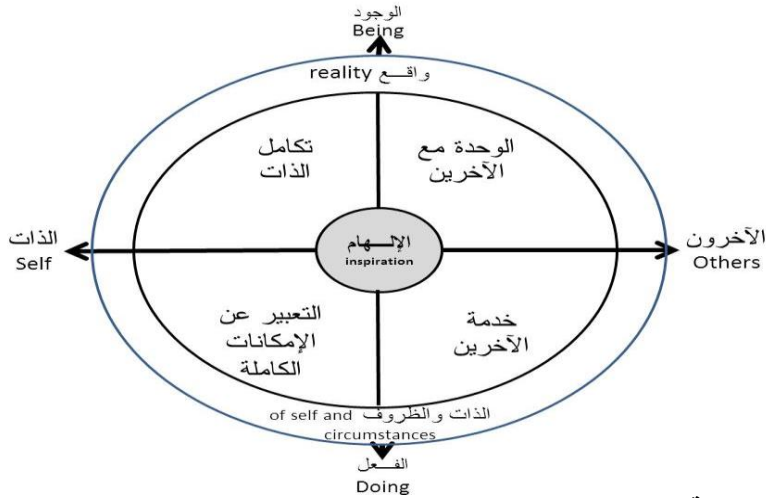 الوجود
Being
واقـــع reality
تكامل
الذات
الوحدة مع
الآخرين
الذات
Self
الإلـــهام
inspiration
الآخرون
Others
التعبير عن
الإمكانات
الكاملة
خدمة
الآخرين
of self and الذات والظروف
circumstances
الفـــعل
Doing